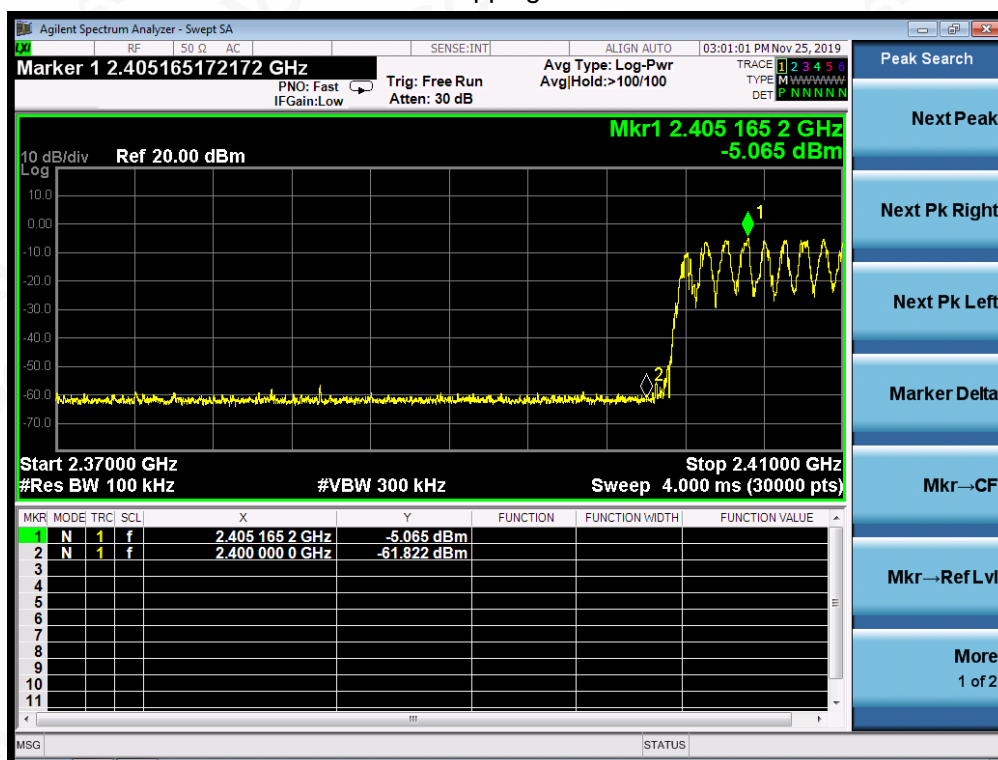 Agilent Spectrum Analyzer - Swept SA
LXI RF 50 Ω AC SENSE:INT ALIGN AUTO 03:01:01 PM Nov 25, 2019
Marker 1 2.405165172172 GHz
PNO: Fast
IFGain:Low
Trig: Free Run
Atten: 30 dB
Avg Type: Log-Pwr
Avg|Hold:>100/100
TRACE 1 2 3 4 5 6
TYPE M WWWWW
DET P N N N N N
Mkr1 2.405 165 2 GHz
-5.065 dBm
10 dB/div Ref 20.00 dBm
Log
10.0
0.00
-10.0
-20.0
-30.0
-40.0
-50.0
-60.0
-70.0
1
2
Start 2.37000 GHz Stop 2.41000 GHz
#Res BW 100 kHz #VBW 300 kHz Sweep 4.000 ms (30000 pts)
MKR MODE TRC SCL X Y FUNCTION FUNCTION WIDTH FUNCTION VALUE
1 N 1 f 2.405 165 2 GHz -5.065 dBm
2 N 1 f 2.400 000 0 GHz -61.822 dBm
3
4
5
6
7
8
9
10
11
MSG STATUS
Peak Search
Next Peak
Next Pk Right
Next Pk Left
Marker Delta
Mkr→CF
Mkr→Ref Lvl
More
1 of 2